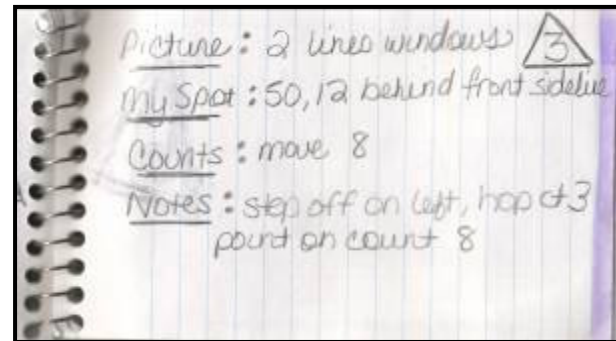 Picture: 2 lines windows 3
My Spot: 50, 12 behind front sideline
Counts: move 8
Notes: step off on left, hop ct 3
point on count 8